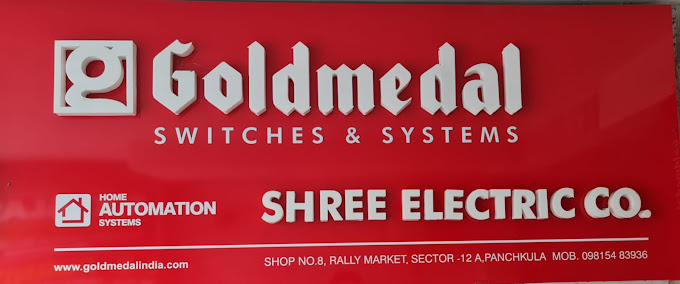 g Goldmedal
SWITCHES & SYSTEMS
HOME
AUTOMATION
SYSTEMS
SHREE ELECTRIC CO.
www.goldmedalindia.com
SHOP NO.8, RALLY MARKET, SECTOR -12 A,PANCHKULA MOB. 098154 83936